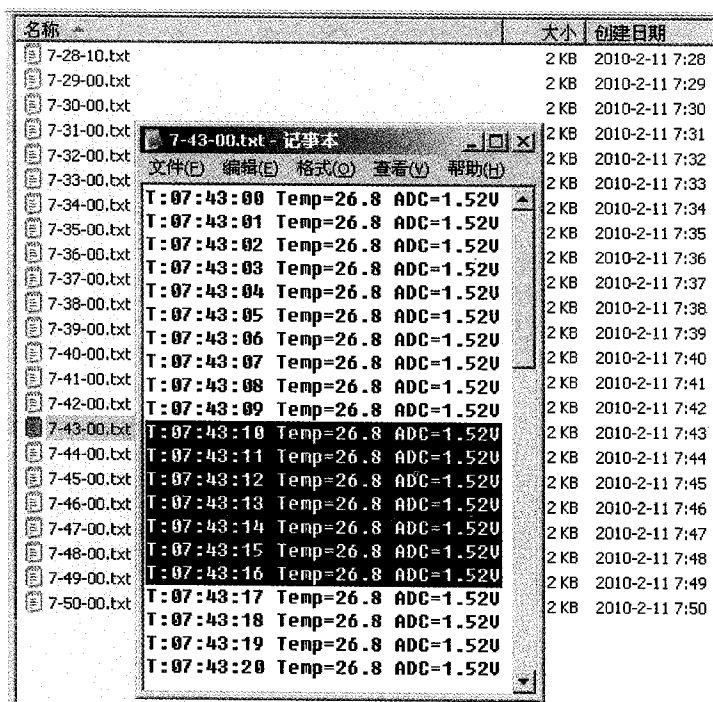 名称 大小 创建日期
7-28-10.txt 2 KB 2010-2-11 7:28
7-29-00.txt 2 KB 2010-2-11 7:29
7-30-00.txt 2 KB 2010-2-11 7:30
7-31-00.txt 2 KB 2010-2-11 7:31
7-32-00.txt 2 KB 2010-2-11 7:32
7-33-00.txt 2 KB 2010-2-11 7:33
7-34-00.txt 2 KB 2010-2-11 7:34
7-35-00.txt 2 KB 2010-2-11 7:35
7-36-00.txt 2 KB 2010-2-11 7:36
7-37-00.txt 2 KB 2010-2-11 7:37
7-38-00.txt 2 KB 2010-2-11 7:38
7-39-00.txt 2 KB 2010-2-11 7:39
7-40-00.txt 2 KB 2010-2-11 7:40
7-41-00.txt 2 KB 2010-2-11 7:41
7-42-00.txt 2 KB 2010-2-11 7:42
7-43-00.txt 2 KB 2010-2-11 7:43
7-44-00.txt 2 KB 2010-2-11 7:44
7-45-00.txt 2 KB 2010-2-11 7:45
7-46-00.txt 2 KB 2010-2-11 7:46
7-47-00.txt 2 KB 2010-2-11 7:47
7-48-00.txt 2 KB 2010-2-11 7:48
7-49-00.txt 2 KB 2010-2-11 7:49
7-50-00.txt 2 KB 2010-2-11 7:50
7-43-00.txt - 记事本
文件(F) 编辑(E) 格式(O) 查看(V) 帮助(H)
T:07:43:00 Temp=26.8 ADC=1.52V
T:07:43:01 Temp=26.8 ADC=1.52V
T:07:43:02 Temp=26.8 ADC=1.52V
T:07:43:03 Temp=26.8 ADC=1.52V
T:07:43:04 Temp=26.8 ADC=1.52V
T:07:43:05 Temp=26.8 ADC=1.52V
T:07:43:06 Temp=26.8 ADC=1.52V
T:07:43:07 Temp=26.8 ADC=1.52V
T:07:43:08 Temp=26.8 ADC=1.52V
T:07:43:09 Temp=26.8 ADC=1.52V
T:07:43:10 Temp=26.8 ADC=1.52V
T:07:43:11 Temp=26.8 ADC=1.52V
T:07:43:12 Temp=26.8 ADC=1.52V
T:07:43:13 Temp=26.8 ADC=1.52V
T:07:43:14 Temp=26.8 ADC=1.52V
T:07:43:15 Temp=26.8 ADC=1.52V
T:07:43:16 Temp=26.8 ADC=1.52V
T:07:43:17 Temp=26.8 ADC=1.52V
T:07:43:18 Temp=26.8 ADC=1.52V
T:07:43:19 Temp=26.8 ADC=1.52V
T:07:43:20 Temp=26.8 ADC=1.52V